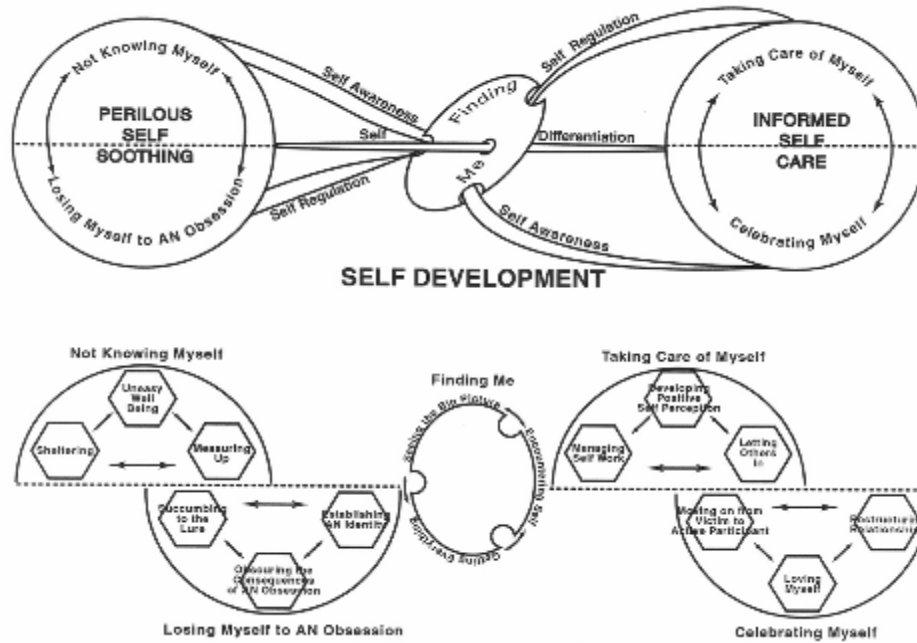 Not Knowing Myself
PERILOUS
SELF
SOOTHING
Losing Myself to AN Obsession
Self Awareness
Self
Self Regulation
Finding
Me
Self Regulation
Differentiation
Self Awareness
Taking Care of Myself
INFORMED
SELF
CARE
Celebrating Myself
SELF DEVELOPMENT
Not Knowing Myself
Uneasy
Well
Being
Sheltering
Measuring
Up
Succumbing
to the
Lure
Establishing
AN Identity
Obscuring the
Consequences
of AN Obsession
Losing Myself to AN Obsession
Finding Me
Seeing the Big Picture
Encountering Self
Getting Everything
Taking Care of Myself
Developing
Positive
Self Perception
Managing
Self Work
Letting
Others
In
Moving on from
Victim to
Active Participant
Restructuring
Relationship
Loving
Myself
Celebrating Myself